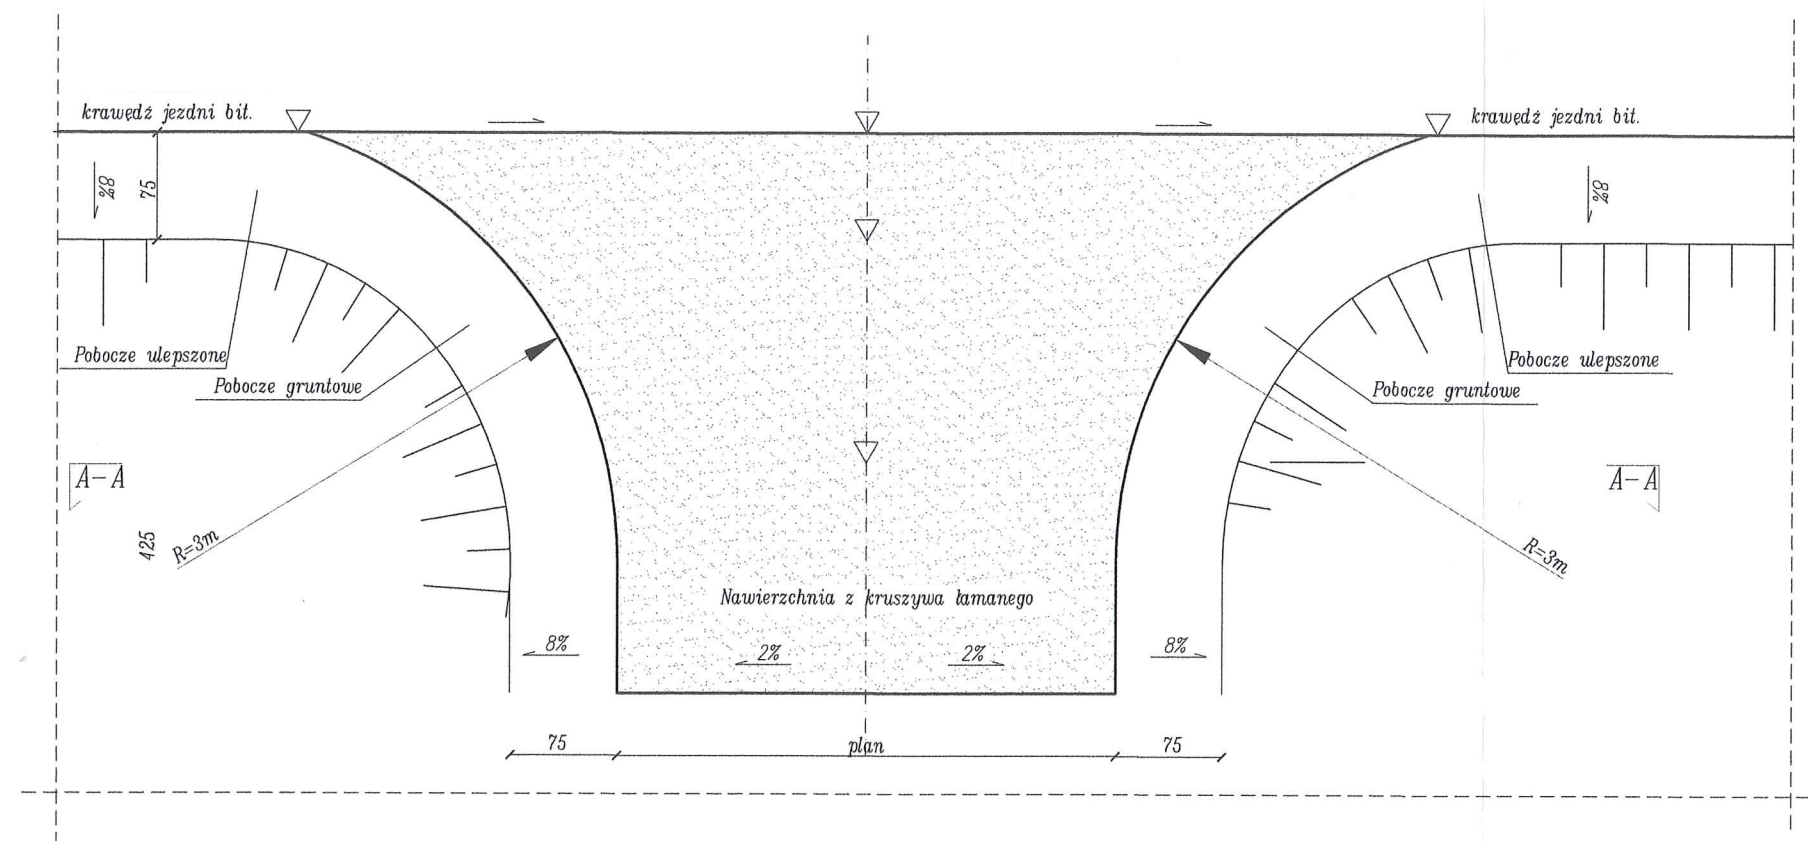 krawędź jezdni bit.
krawędź jezdni bit.
8%
75
8%
Pobocze ulepszone
Pobocze gruntowe
Pobocze ulepszone
Pobocze gruntowe
A-A
A-A
425
R=3m
R=3m
Nawierzchnia z kruszywa łamanego
8%
2%
2%
8%
75
plan
75